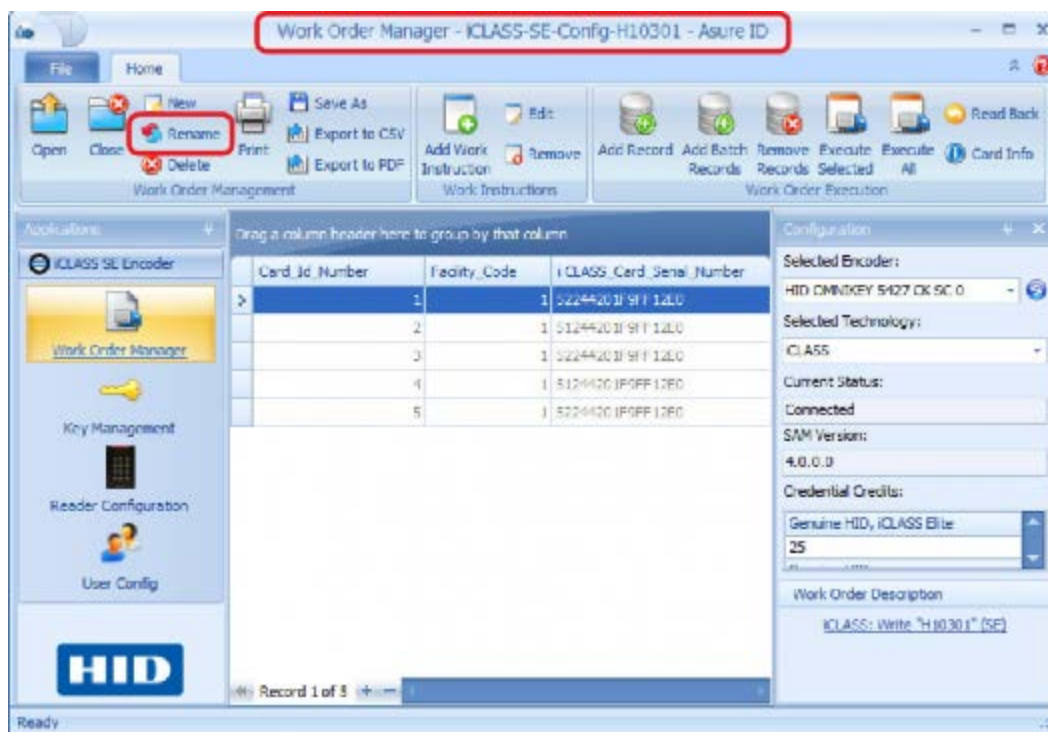 Work Order Manager - iCLASS-SE-Config-H10301 - Asure ID
File
Home
Open
Close
New
Rename
Delete
Print
Save As
Export to CSV
Export to PDF
Work Order Management
Add Work
Instruction
Edit
Remove
Work Instructions
Add Record
Add Batch
Records
Remove
Records
Execute
Selected
Execute
All
Read Back
Card Info
Work Order Execution
Applications
iCLASS SE Encoder
Work Order Manager
Key Management
Reader Configuration
User Config
HID
Drag a column header here to group by that column
Card_Id_Number Facility_Code iCLASS_Card_Serial_Number
1 1
2 1
3 1
4 1
5 1
Record 1 of 5
Configuration
Selected Encoder:
HID OMNIKEY 5427 CK SC 0
Selected Technology:
iCLASS
Current Status:
Connected
SAM Version:
4.0.0.0
Credential Credits:
Genuine HID, iCLASS Elite
25
Work Order Description
iCLASS: Write "H10301" (SE)
Ready